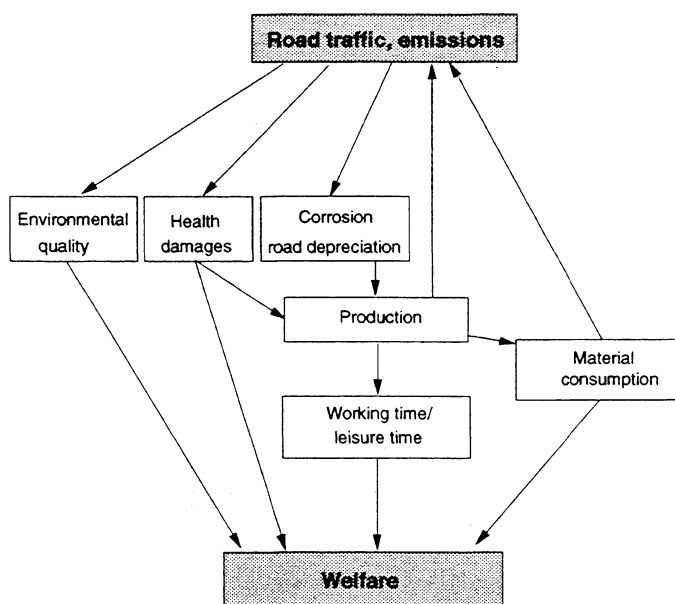 Road traffic, emissions
Environmental
quality
Health
damages
Corrosion
road depreciation
Production
Material
consumption
Working time/
leisure time
Welfare